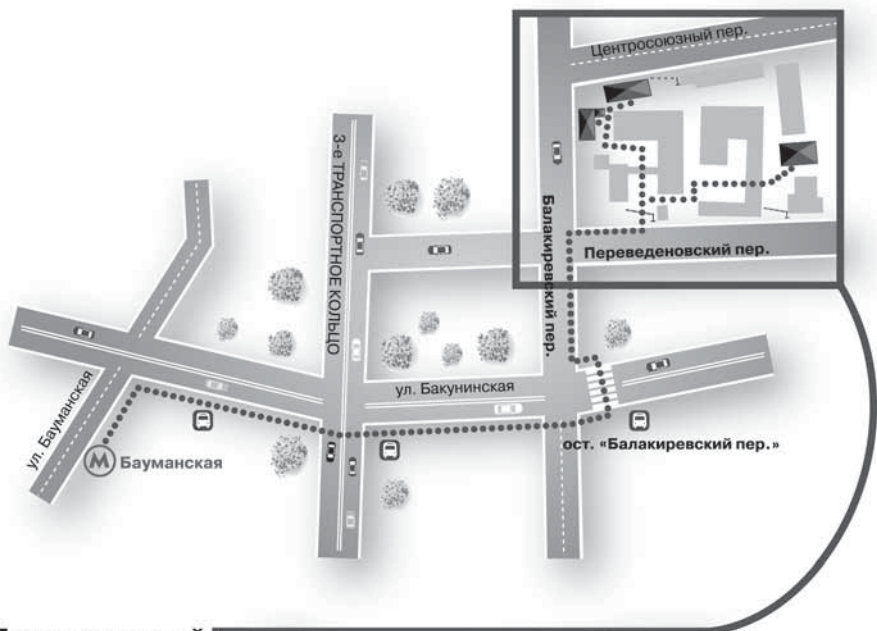 Центросоюзный пер.
3-е ТРАНСПОРТНОЕ КОЛЬЦО
Балакиревский пер.
Переведеновский пер.
ул. Бакунинская
ул. Бауманская
М Бауманская
ост. «Балакиревский пер.»